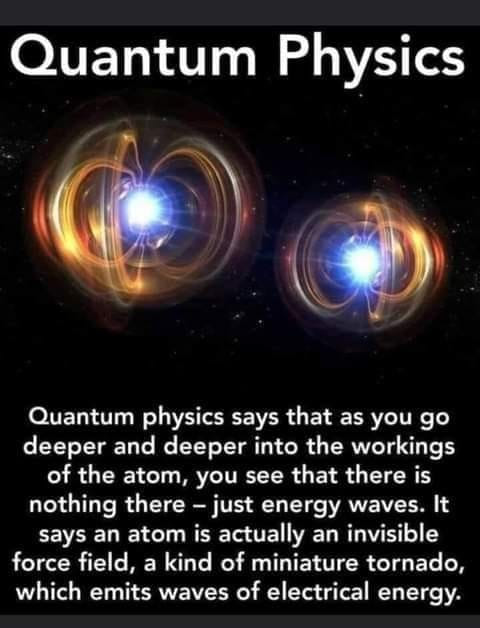 Quantum Physics
Quantum physics says that as you go
deeper and deeper into the workings
of the atom, you see that there is
nothing there – just energy waves. It
says an atom is actually an invisible
force field, a kind of miniature tornado,
which emits waves of electrical energy.